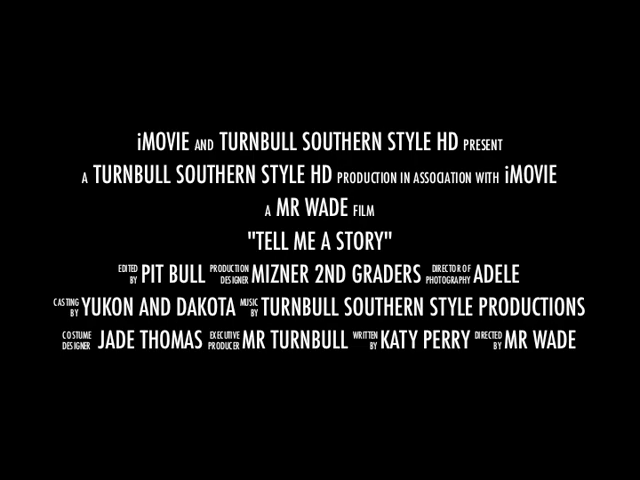 iMOVIE AND TURNBULL SOUTHERN STYLE HD PRESENT
A TURNBULL SOUTHERN STYLE HD PRODUCTION IN ASSOCIATION WITH iMOVIE
A MR WADE FILM
"TELL ME A STORY"
EDITED BY PIT BULL PRODUCTION DESIGNER MIZNER 2ND GRADERS DIRECTOR OF PHOTOGRAPHY ADELE
CASTING BY YUKON AND DAKOTA MUSIC BY TURNBULL SOUTHERN STYLE PRODUCTIONS
COSTUME DESIGNER JADE THOMAS EXECUTIVE PRODUCER MR TURNBULL WRITTEN BY KATY PERRY DIRECTED BY MR WADE